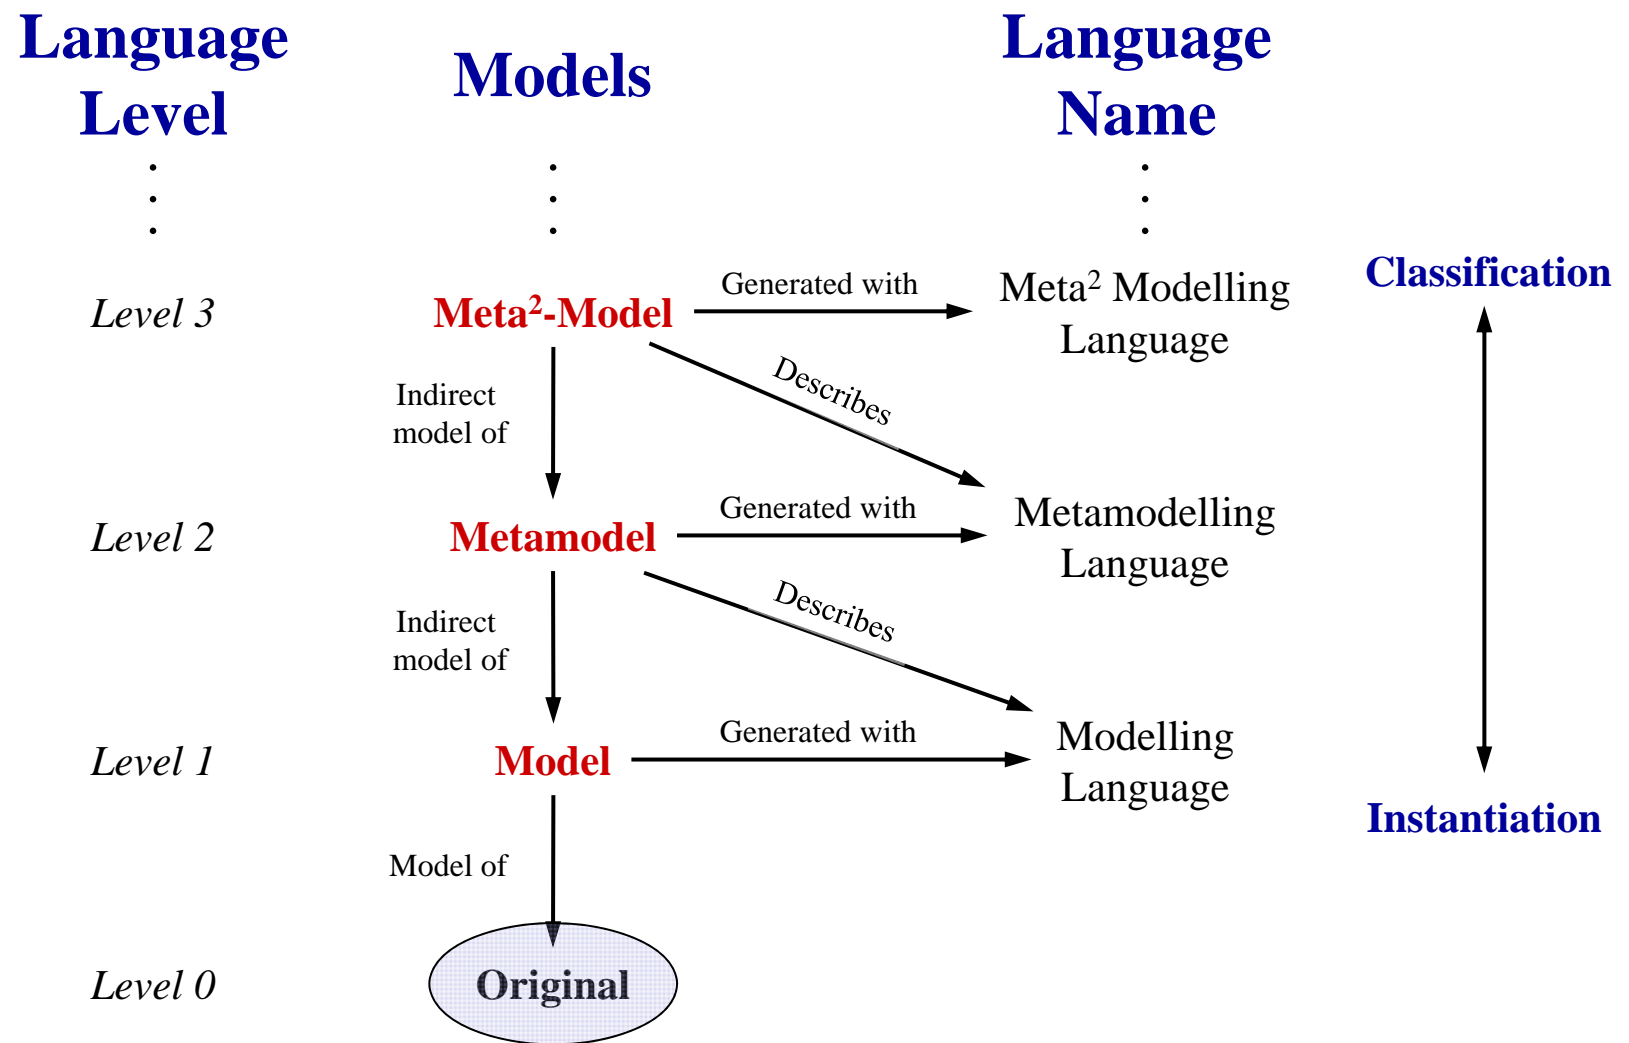 Language
Level
Models
Language
Name
Classification
Level 3
Meta²-Model
Generated with
Meta² Modelling
Language
Indirect
model of
Describes
Level 2
Metamodel
Generated with
Metamodelling
Language
Indirect
model of
Describes
Level 1
Model
Generated with
Modelling
Language
Instantiation
Model of
Level 0
Original